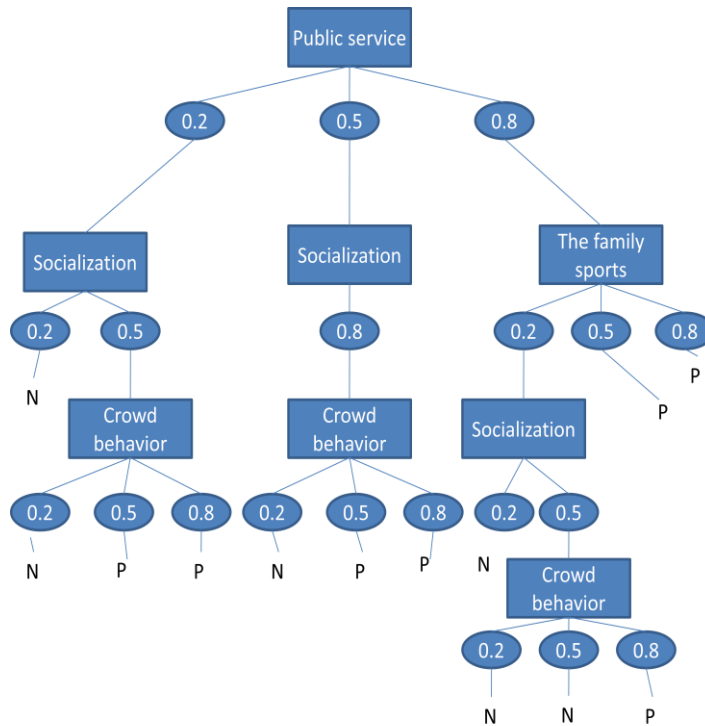 Public service
0.2 0.5 0.8
Socialization Socialization The family
sports
0.2 0.5 0.8 0.2 0.5 0.8
N P P
Crowd
behavior Crowd
behavior Socialization
0.2 0.5 0.8 0.2 0.5 0.8 0.2 0.5
N P P N P P N
Crowd
behavior
0.2 0.5 0.8
N N P